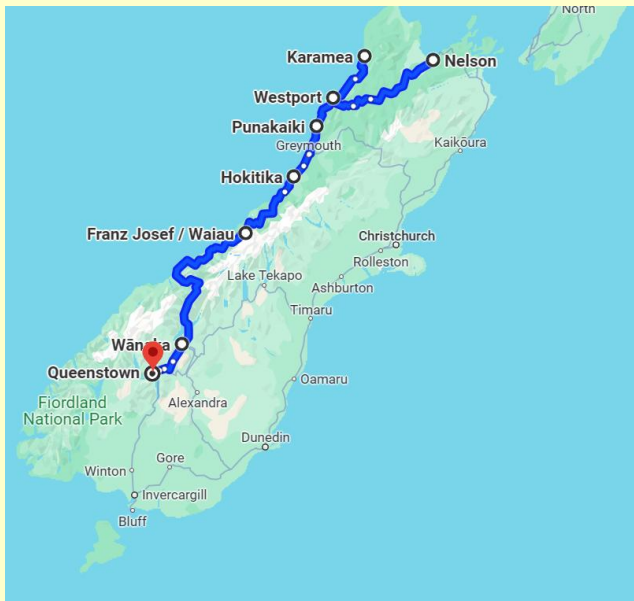 North
Karamea
Nelson
Westport
Punakaiki
Greymouth
Kaikōura
Hokitika
Franz Josef / Waiau
Christchurch
Rolleston
Lake Tekapo
Ashburton
Timaru
Queenstown
Oamaru
Fiordland
National Park
Alexandra
Dunedin
Gore
Winton
Invercargill
Bluff